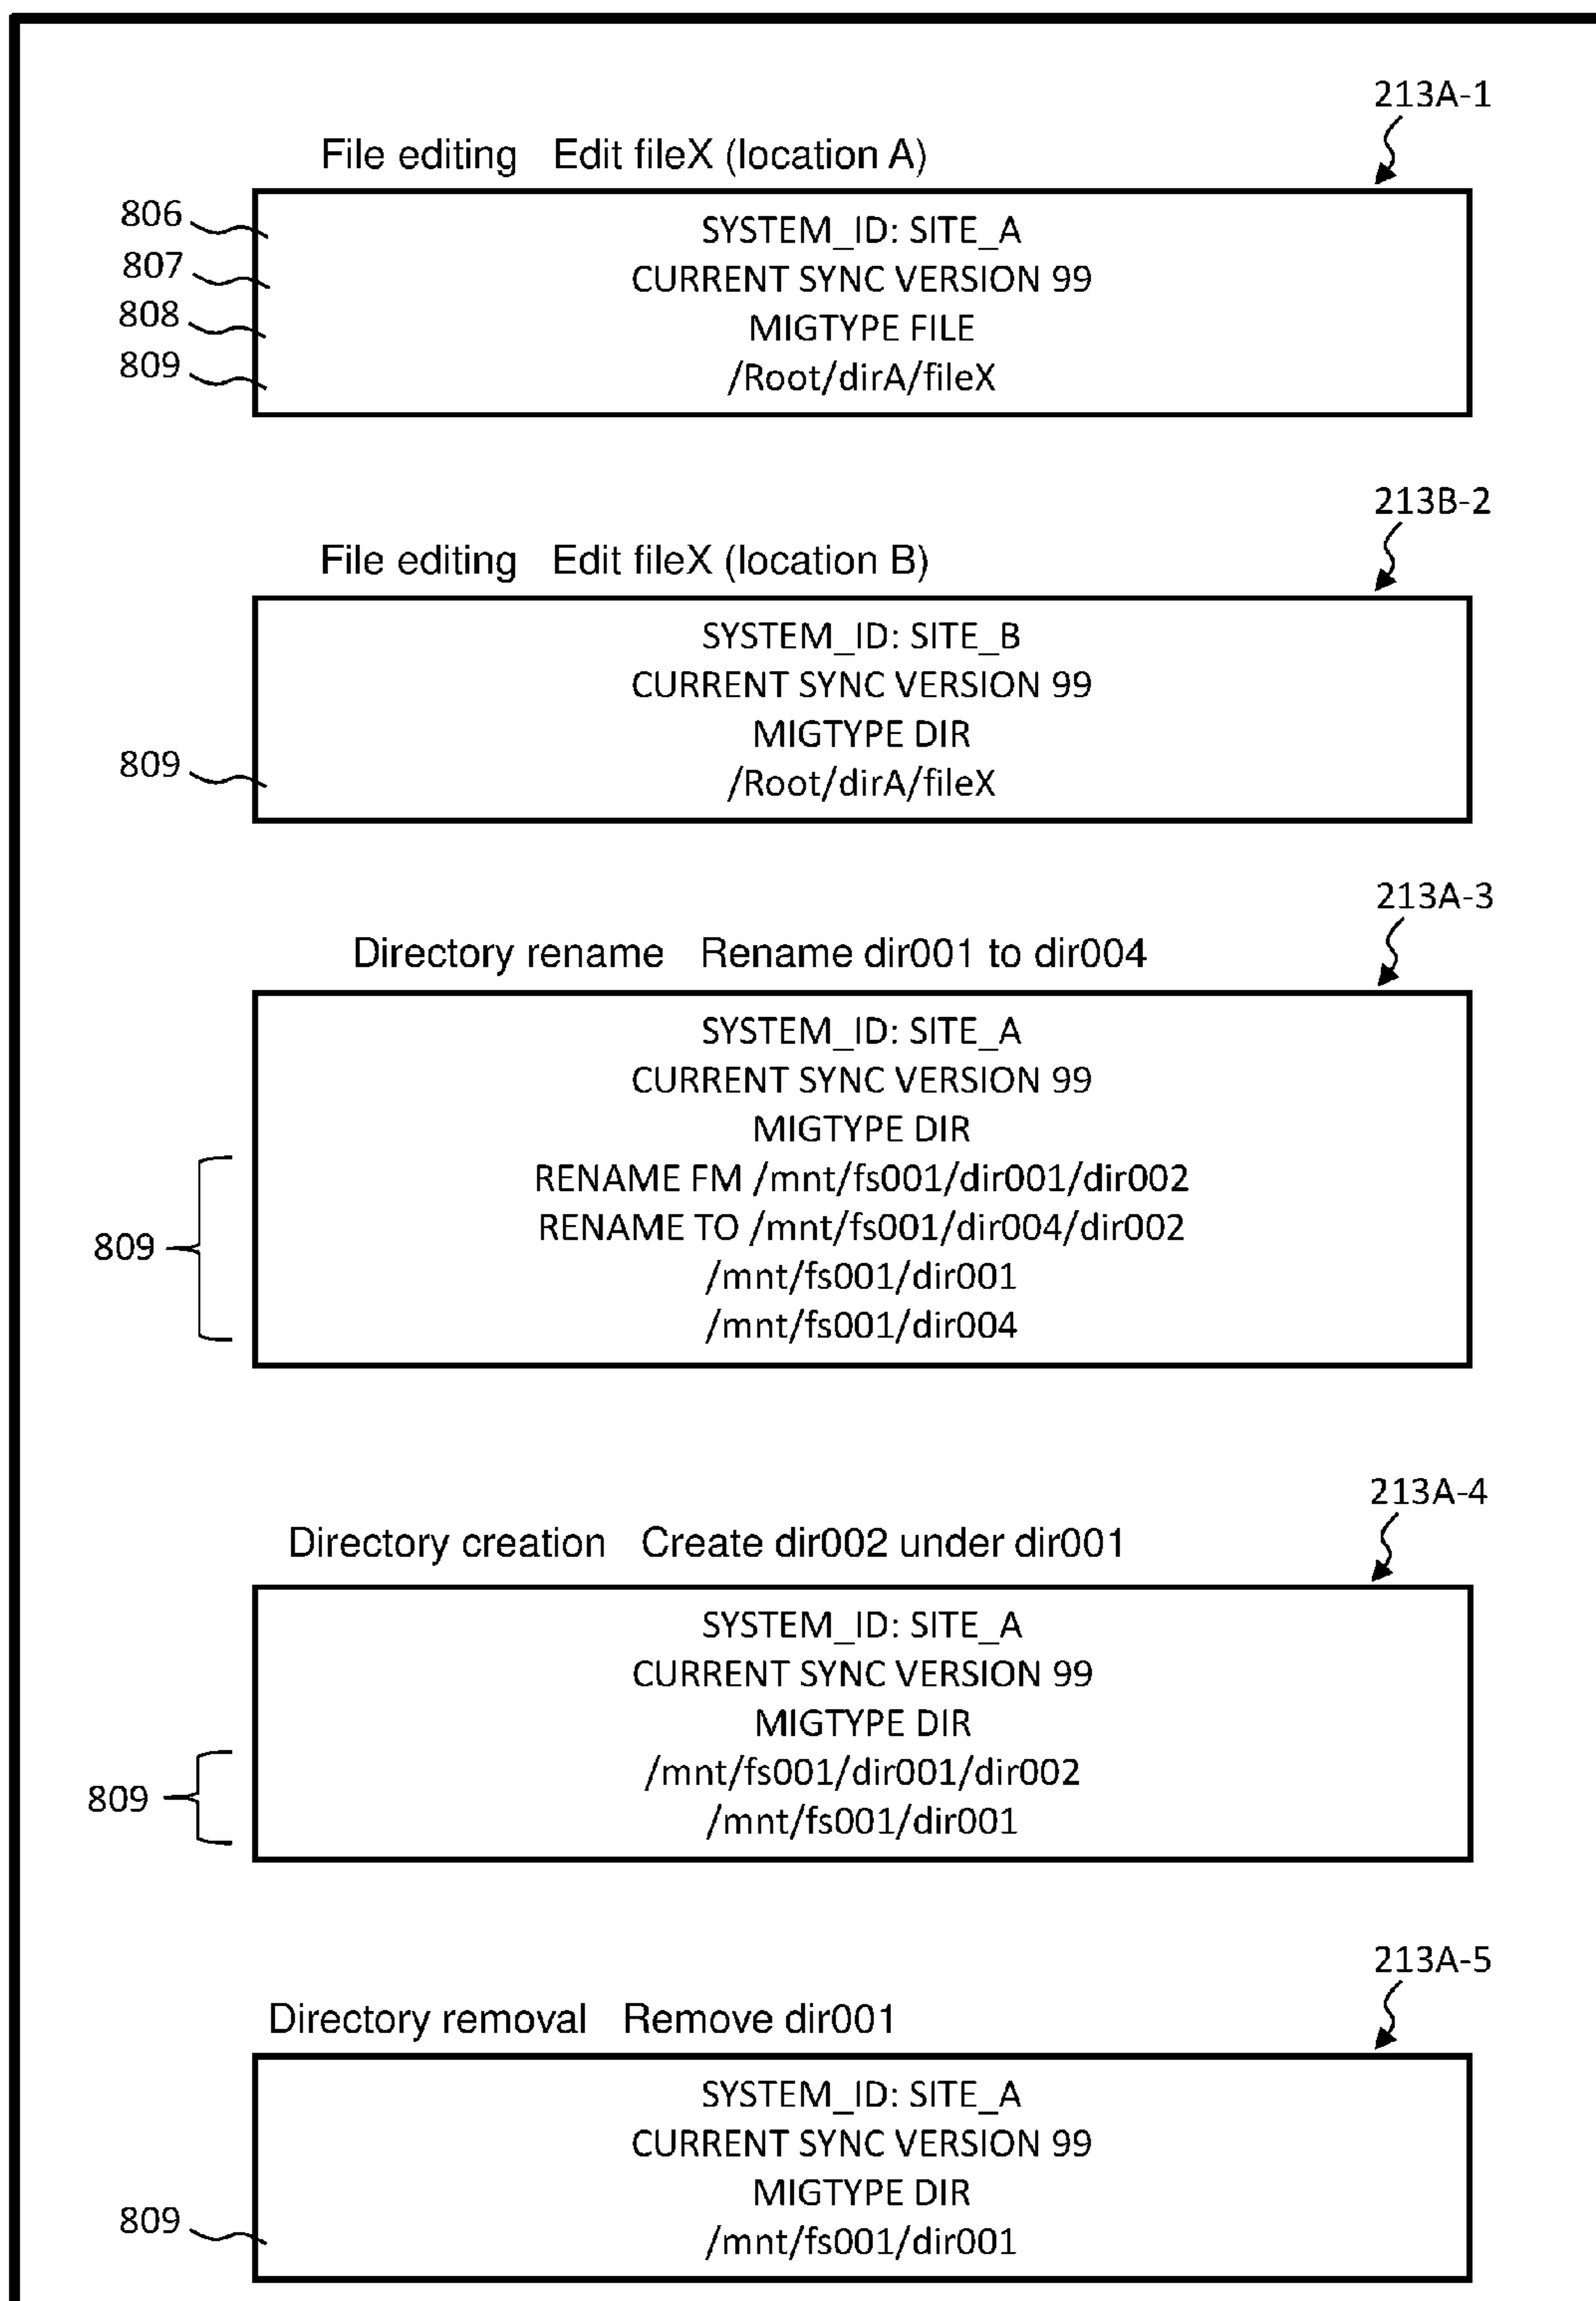 213A-1
File editing Edit fileX (location A)
806
SYSTEM_ID: SITE_A
807
CURRENT SYNC VERSION 99
808
MIGTYPE FILE
809
/Root/dirA/fileX
213B-2
File editing Edit fileX (location B)
SYSTEM_ID: SITE_B
CURRENT SYNC VERSION 99
MIGTYPE DIR
809
/Root/dirA/fileX
213A-3
Directory rename Rename dir001 to dir004
SYSTEM_ID: SITE_A
CURRENT SYNC VERSION 99
MIGTYPE DIR
RENAME FM /mnt/fs001/dir001/dir002
RENAME TO /mnt/fs001/dir004/dir002
809
/mnt/fs001/dir001
/mnt/fs001/dir004
213A-4
Directory creation Create dir002 under dir001
SYSTEM_ID: SITE_A
CURRENT SYNC VERSION 99
MIGTYPE DIR
/mnt/fs001/dir001/dir002
809
/mnt/fs001/dir001
213A-5
Directory removal Remove dir001
SYSTEM_ID: SITE_A
CURRENT SYNC VERSION 99
MIGTYPE DIR
809
/mnt/fs001/dir001